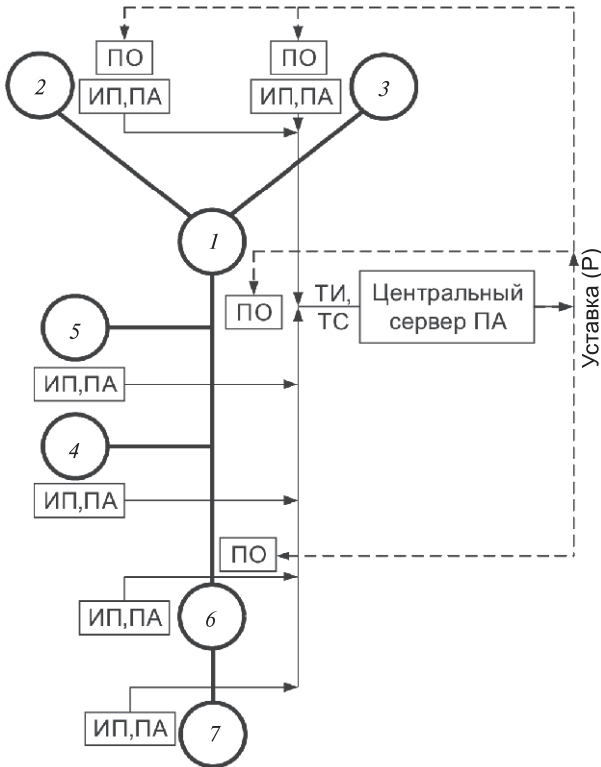 ПО
ПО
2
ИП,ПА
ИП,ПА
3
1
ПО
ТИ,
ТС
Центральный
сервер ПА
Уставка (Р)
5
ИП,ПА
4
ИП,ПА
ПО
ИП,ПА
6
ИП,ПА
7